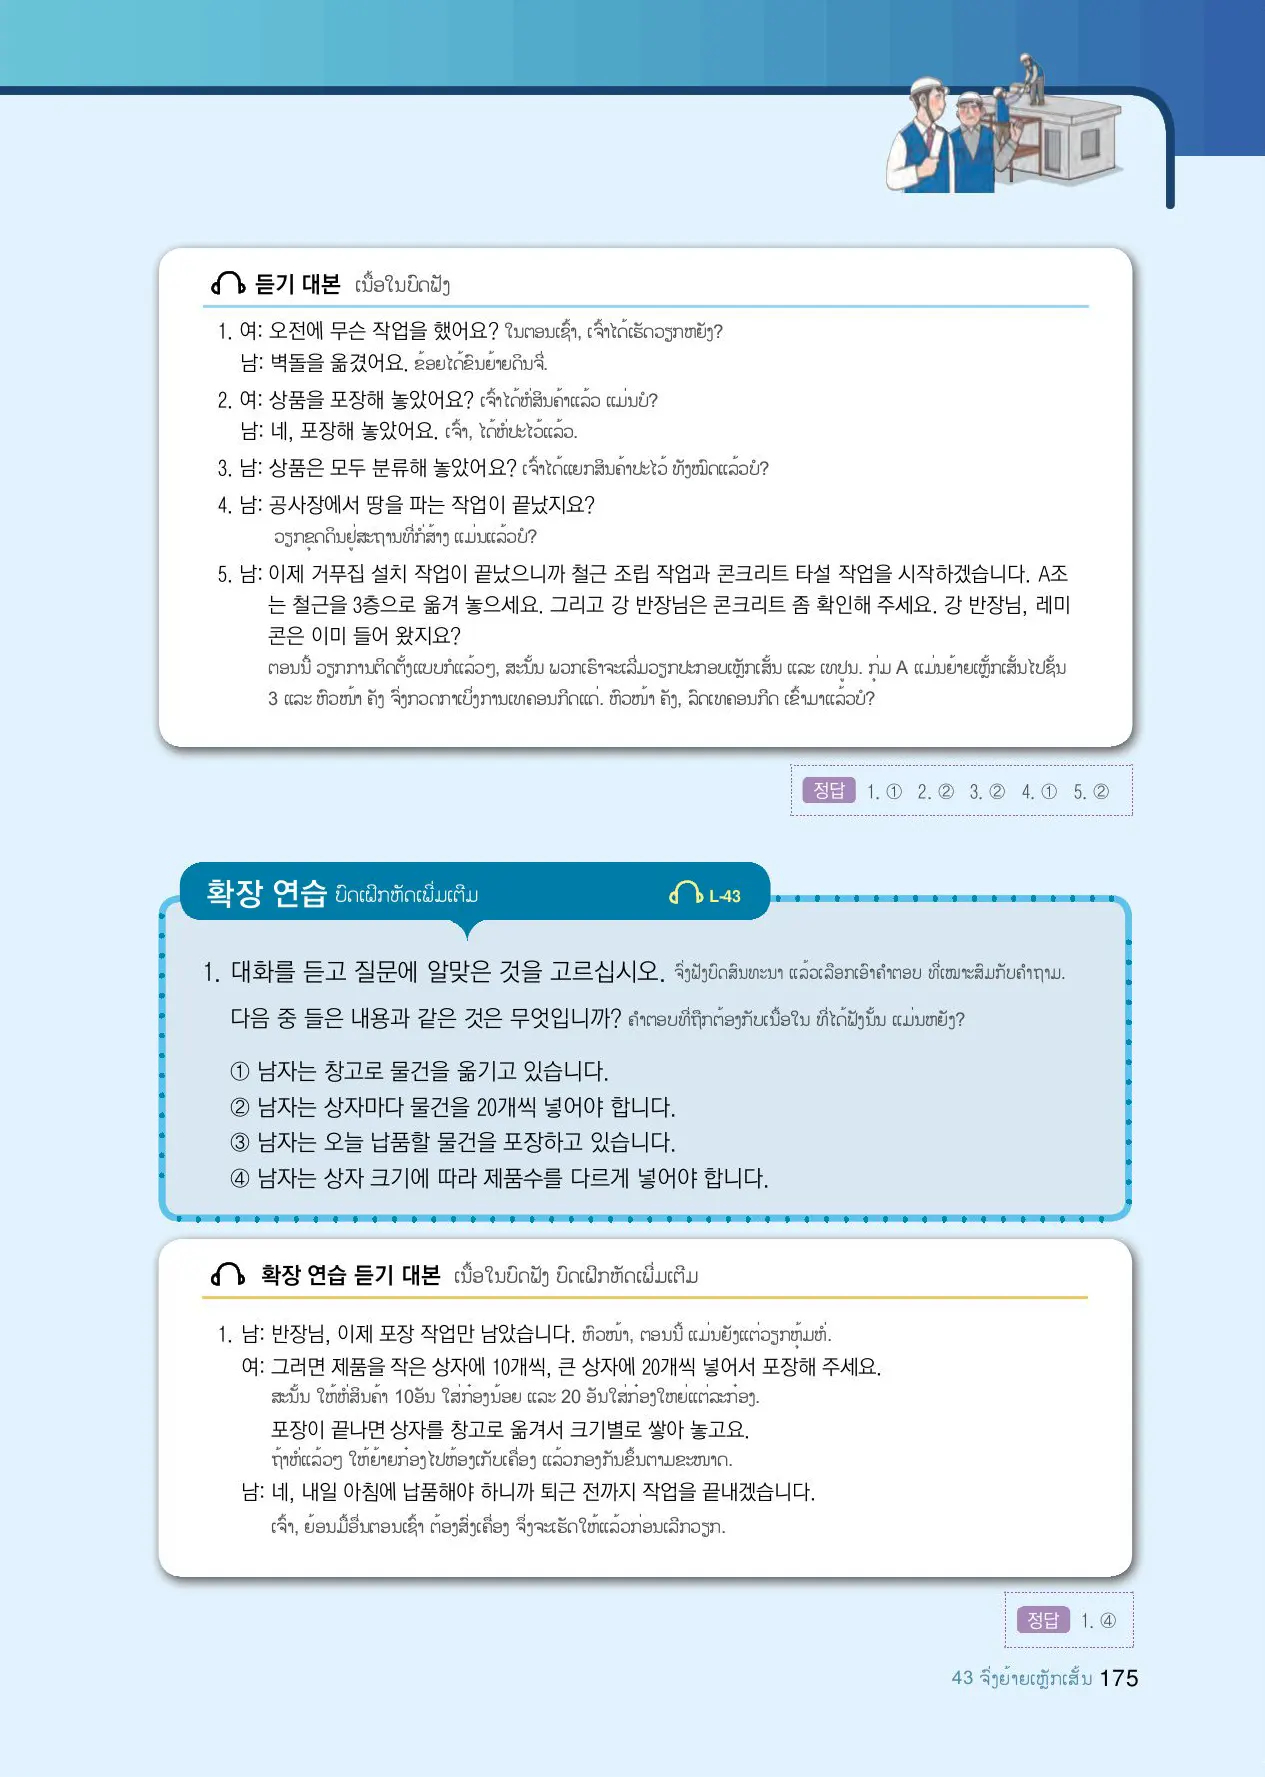 듣기 대본 ເນື້ອໃນບົດຟັງ
1. 여: 오전에 무슨 작업을 했어요? ໃນຕອນເຊົ້າ, ເຈົ້າໄດ້ເຮັດວຽກຫຍັງ?
남: 벽돌을 옮겼어요. ຂ້ອຍໄດ້ຂົນຍ້າຍດິນຈີ່.
2. 여: 상품을 포장해 놓았어요? ເຈົ້າໄດ້ຫໍ່ສິນຄ້າແລ້ວ ແມ່ນບໍ?
남: 네, 포장해 놓았어요. ເຈົ້າ, ໄດ້ຫໍ່ປະໄວ້ແລ້ວ.
3. 남: 상품은 모두 분류해 놓았어요? ເຈົ້າໄດ້ແຍກສິນຄ້າປະໄວ້ ທັງໝົດແລ້ວບໍ?
4. 남: 공사장에서 땅을 파는 작업이 끝났지요?
ວຽກຂຸດດິນຢູ່ສະຖານທີ່ກໍ່ສ້າງ ແມ່ນແລ້ວບໍ?
5. 남: 이제 거푸집 설치 작업이 끝났으니까 철근 조립 작업과 콘크리트 타설 작업을 시작하겠습니다. A조
는 철근을 3층으로 옮겨 놓으세요. 그리고 강 반장님은 콘크리트 좀 확인해 주세요. 강 반장님, 레미
콘은 이미 들어 왔지요?
ຕອນນີ້ ວຽກການຕິດຕັ້ງແບບກໍແລ້ວໆ, ສະນັ້ນ ພວກເຮົາຈະເລີ່ມວຽກປະກອບເຫຼັກເສັ້ນ ແລະ ເທປູນ. ກຸ່ມ A ແມ່ນຍ້າຍເຫຼັກເສັ້ນໄປຊັ້ນ
3 ແລະ ຫົວໜ້າ ຄັງ ຈົ່ງກວດກາເບິ່ງການເທຄອນກີດແດ່. ຫົວໜ້າ ຄັງ, ລົດເທຄອນກີດ ເຂົ້າມາແລ້ວບໍ?
정답 1. ① 2. ② 3. ② 4. ① 5. ②
확장 연습 ບົດເຝິກຫັດເພີ່ມເຕີມ L-43
1. 대화를 듣고 질문에 알맞은 것을 고르십시오. ຈົ່ງຟັງບົດສົນທະນາ ແລ້ວເລືອກເອົາຄຳຕອບ ທີ່ເໝາະສົມກັບຄຳຖາມ.
다음 중 들은 내용과 같은 것은 무엇입니까? ຄຳຕອບທີ່ຖືກຕ້ອງກັບເນື້ອໃນ ທີ່ໄດ້ຟັງນັ້ນ ແມ່ນຫຍັງ?
① 남자는 창고로 물건을 옮기고 있습니다.
② 남자는 상자마다 물건을 20개씩 넣어야 합니다.
③ 남자는 오늘 납품할 물건을 포장하고 있습니다.
④ 남자는 상자 크기에 따라 제품수를 다르게 넣어야 합니다.
확장 연습 듣기 대본 ເນື້ອໃນບົດຟັງ ບົດເຝິກຫັດເພີ່ມເຕີມ
1. 남: 반장님, 이제 포장 작업만 남았습니다. ຫົວໜ້າ, ຕອນນີ້ ແມ່ນຍັງແຕ່ວຽກຫຸ້ມຫໍ່.
여: 그러면 제품을 작은 상자에 10개씩, 큰 상자에 20개씩 넣어서 포장해 주세요.
ສະນັ້ນ ໃຫ້ຫໍ່ສິນຄ້າ 10ອັນ ໃສ່ກ໋ອງນ້ອຍ ແລະ 20 ອັນໃສ່ກ໋ອງໃຫຍ່ແຕ່ລະກ໋ອງ.
포장이 끝나면 상자를 창고로 옮겨서 크기별로 쌓아 놓고요.
ຖ້າຫໍ່ແລ້ວໆ ໃຫ້ຍ້າຍກ໋ອງໄປຫ້ອງເກັບເຄື່ອງ ແລ້ວກອງກັນຂຶ້ນຕາມຂະໜາດ.
남: 네, 내일 아침에 납품해야 하니까 퇴근 전까지 작업을 끝내겠습니다.
ເຈົ້າ, ຍ້ອນມື້ອື່ນຕອນເຊົ້າ ຕ້ອງສົ່ງເຄື່ອງ ຈຶ່ງຈະເຮັດໃຫ້ແລ້ວກ່ອນເລີກວຽກ.
정답 1. ④
43 ຈົ່ງຍ້າຍເຫຼັກເສັ້ນ 175